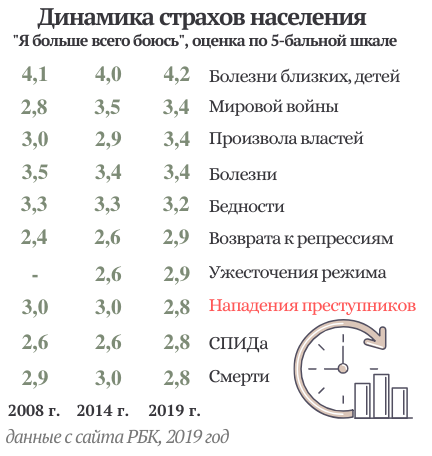 Динамика страхов населения
"Я больше всего боюсь", оценка по 5-бальной шкале
4,1 4,0 4,2 Болезни близких, детей
2,8 3,5 3,4 Мировой войны
3,0 2,9 3,4 Произвола властей
3,5 3,4 3,4 Болезни
3,3 3,3 3,2 Бедности
2,4 2,6 2,9 Возврата к репрессиям
- 2,6 2,9 Ужесточения режима
3,0 3,0 2,8 Нападения преступников
2,6 2,6 2,8 СПИДа
2,9 3,0 2,8 Смерти
2008 г. 2014 г. 2019 г.
данные с сайта РБК, 2019 год